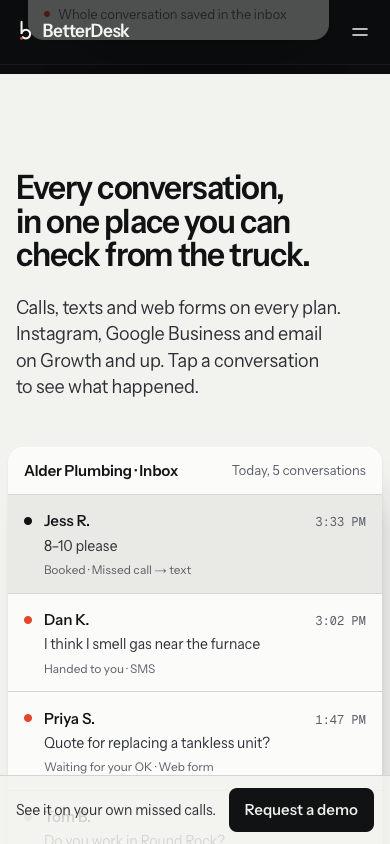 Whole conversation saved in the inbox
BetterDesk
Every conversation,
in one place you can
check from the truck.
Calls, texts and web forms on every plan.
Instagram, Google Business and email
on Growth and up. Tap a conversation
to see what happened.
Alder Plumbing · Inbox
Today, 5 conversations
Jess R.
3:33 PM
8–10 please
Booked · Missed call → text
Dan K.
3:02 PM
I think I smell gas near the furnace
Handed to you · SMS
Priya S.
1:47 PM
Quote for replacing a tankless unit?
Waiting for your OK · Web form
Tom B.
See it on your own missed calls.
Request a demo
Do you work in Round Rock?